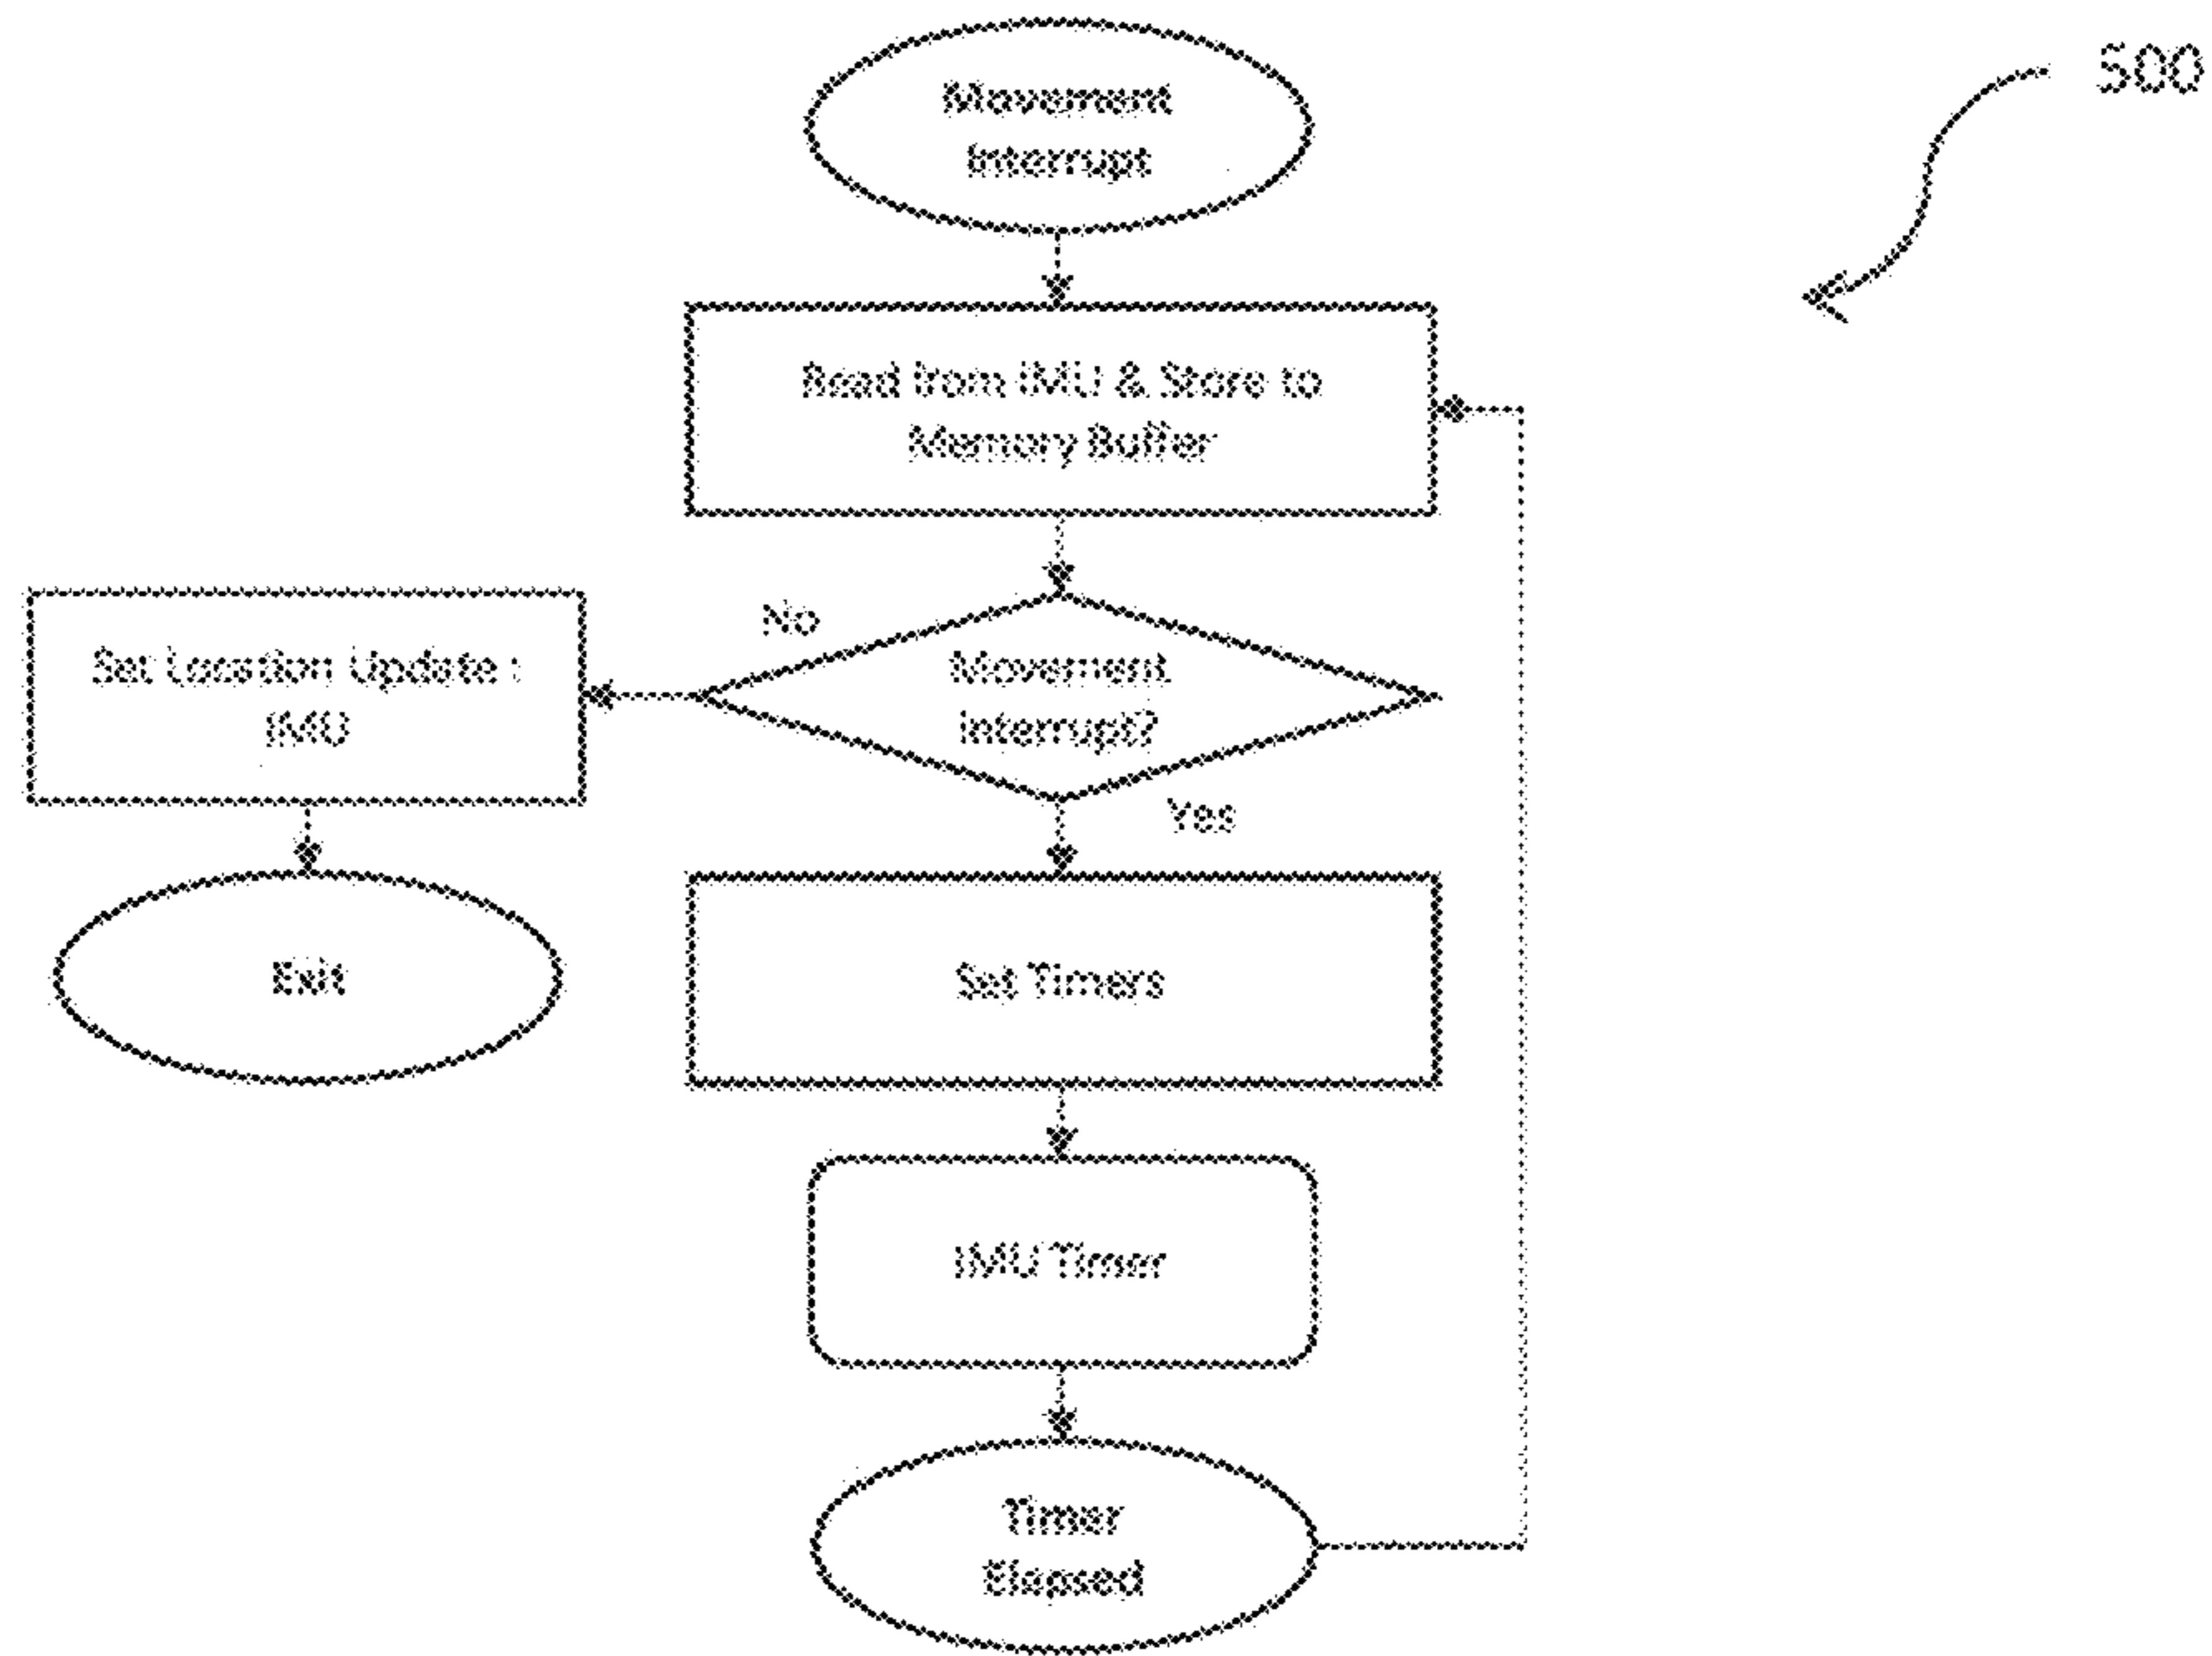 Movement
Interrupt
500
Read from IMU & Store to
Memory Buffer
No
Set Location Update :
IMU
Movement
Interrupt?
Yes
Exit
Set Timers
IMU Timer
Timer
Elapsed